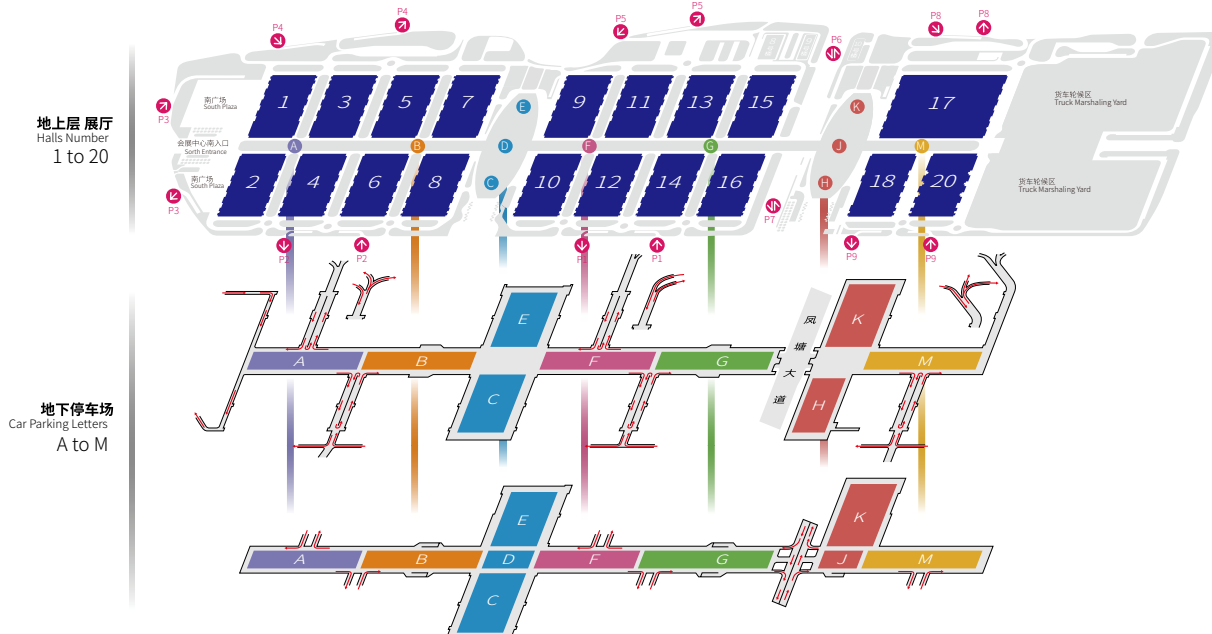 P4
P4
P5
P5
P6
P8
P8
地上层 展厅
Halls Number
1 to 20
南广场
South Plaza
1
3
5
7
E
9
11
13
15
K
17
货车轮候区
Truck Marshaling Yard
P3
会展中心南入口
Sorth Entrance
A
B
D
F
G
J
M
南广场
South Plaza
2
4
6
8
C
10
12
14
16
H
18
20
货车轮候区
Truck Marshaling Yard
P3
P7
P2
P2
P1
P1
P9
P9
E
凤塘大道
K
A
B
F
G
M
C
H
地下停车场
Car Parking Letters
A to M
E
K
A
B
D
F
G
J
M
C